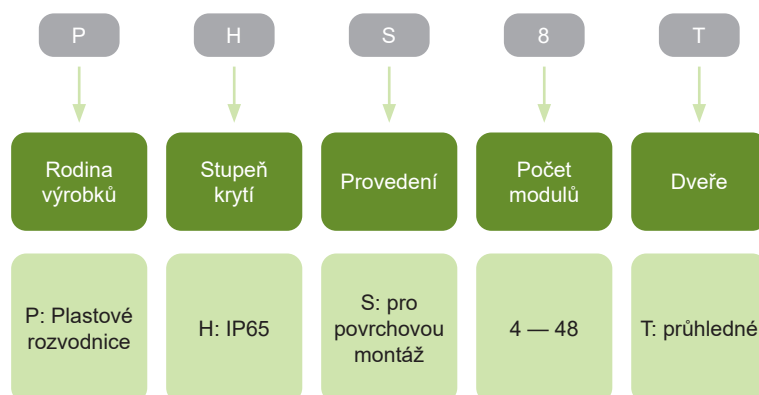 P H S 8 T
Rodina výrobků
Stupeň krytí
Provedení
Počet modulů
Dveře
P: Plastové rozvodnice
H: IP65
S: pro povrchovou montáž
4 — 48
T: průhledné